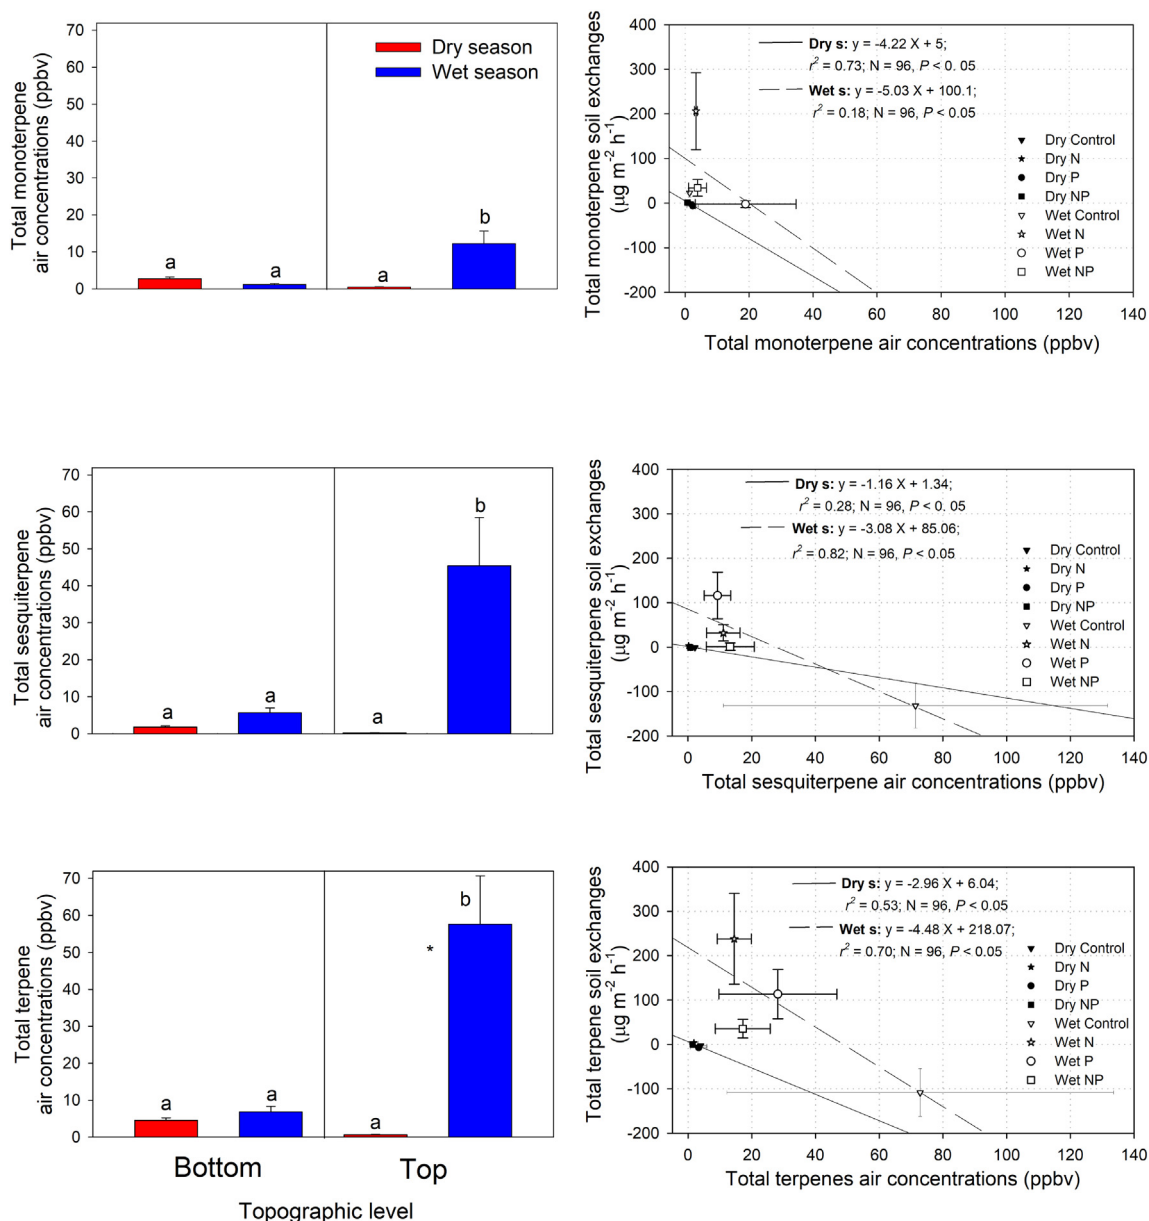 Total monoterpene
air concentrations (ppbv)
70
60
50
40
30
20
10
0
Dry season
Wet season
a
a
a
b
Total monoterpene soil exchanges
(µg m⁻² h⁻¹)
400
300
200
100
0
-100
-200
Dry s: y = -4.22 X + 5;
r² = 0.73; N = 96, P < . 05
Wet s: y = -5.03 X + 100.1;
r² = 0.18; N = 96, P < 0.05
Dry Control
Dry N
Dry P
Dry NP
Wet Control
Wet N
Wet P
Wet NP
0 20 40 60 80 100 120 140
Total monoterpene air concentrations (ppbv)
Total sesquiterpene
air concentrations (ppbv)
70
60
50
40
30
20
10
0
a
a
a
b
Total sesquiterpene soil exchanges
(µg m⁻² h⁻¹)
400
300
200
100
0
-100
-200
Dry s: y = -1.16 X + 1.34;
r² = 0.28; N = 96, P < 0. 05
Wet s: y = -3.08 X + 85.06;
r² = 0.82; N = 96, P < 0.05
Dry Control
Dry N
Dry P
Dry NP
Wet Control
Wet N
Wet P
Wet NP
0 20 40 60 80 100 120 140
Total sesquiterpene air concentrations (ppbv)
Total terpene
air concentrations (ppbv)
70
60
50
40
30
20
10
0
a
a
a
*
b
Bottom
Top
Topographic level
Total terpene soil exchanges
(µg m⁻² h⁻¹)
400
300
200
100
0
-100
-200
Dry s: y = -2.96 X + 6.04;
r² = 0.53; N = 96, P < 0.05
Wet s: y = -4.48 X + 218.07;
r² = 0.70; N = 96, P < 0.05
Dry Control
Dry N
Dry P
Dry NP
Wet Control
Wet N
Wet P
Wet NP
0 20 40 60 80 100 120 140
Total terpenes air concentrations (ppbv)